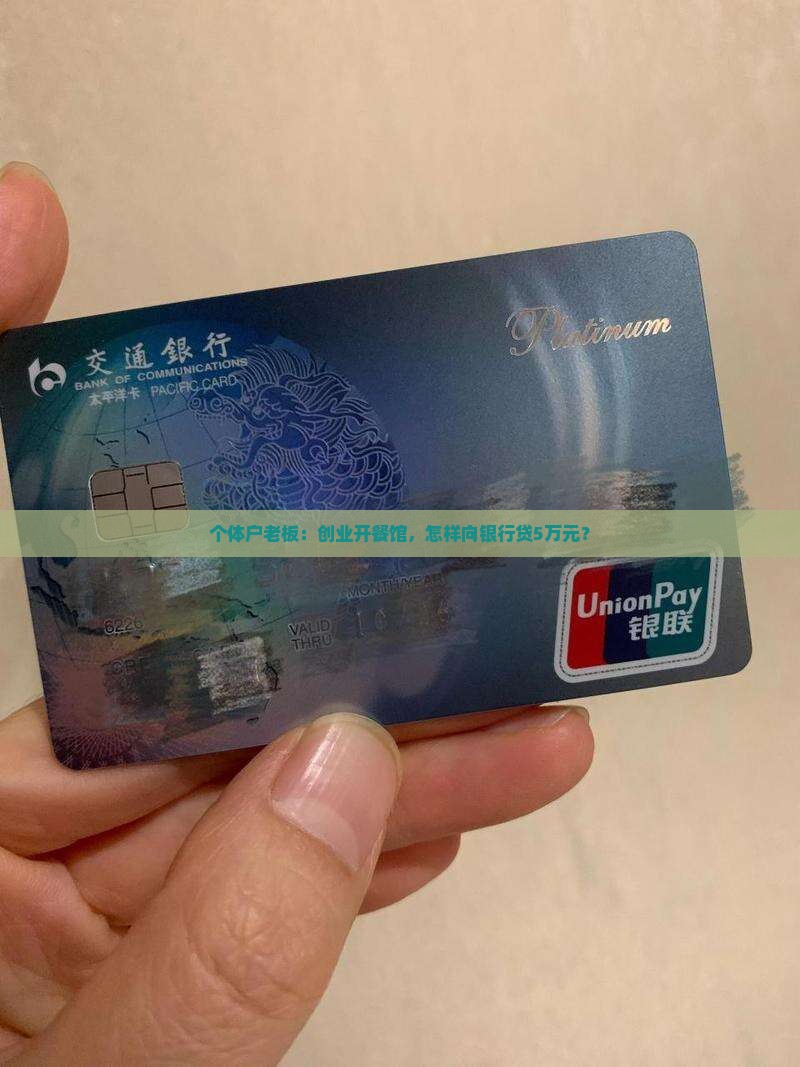 Platinum
交通銀行
BANK OF COMMUNICATIONS
太平洋卡 PACIFIC CARD
个体户老板：创业开餐馆，怎样向银行贷5万元？
MONTH/YEAR
6226
VALID
THRU
UnionPay
银联